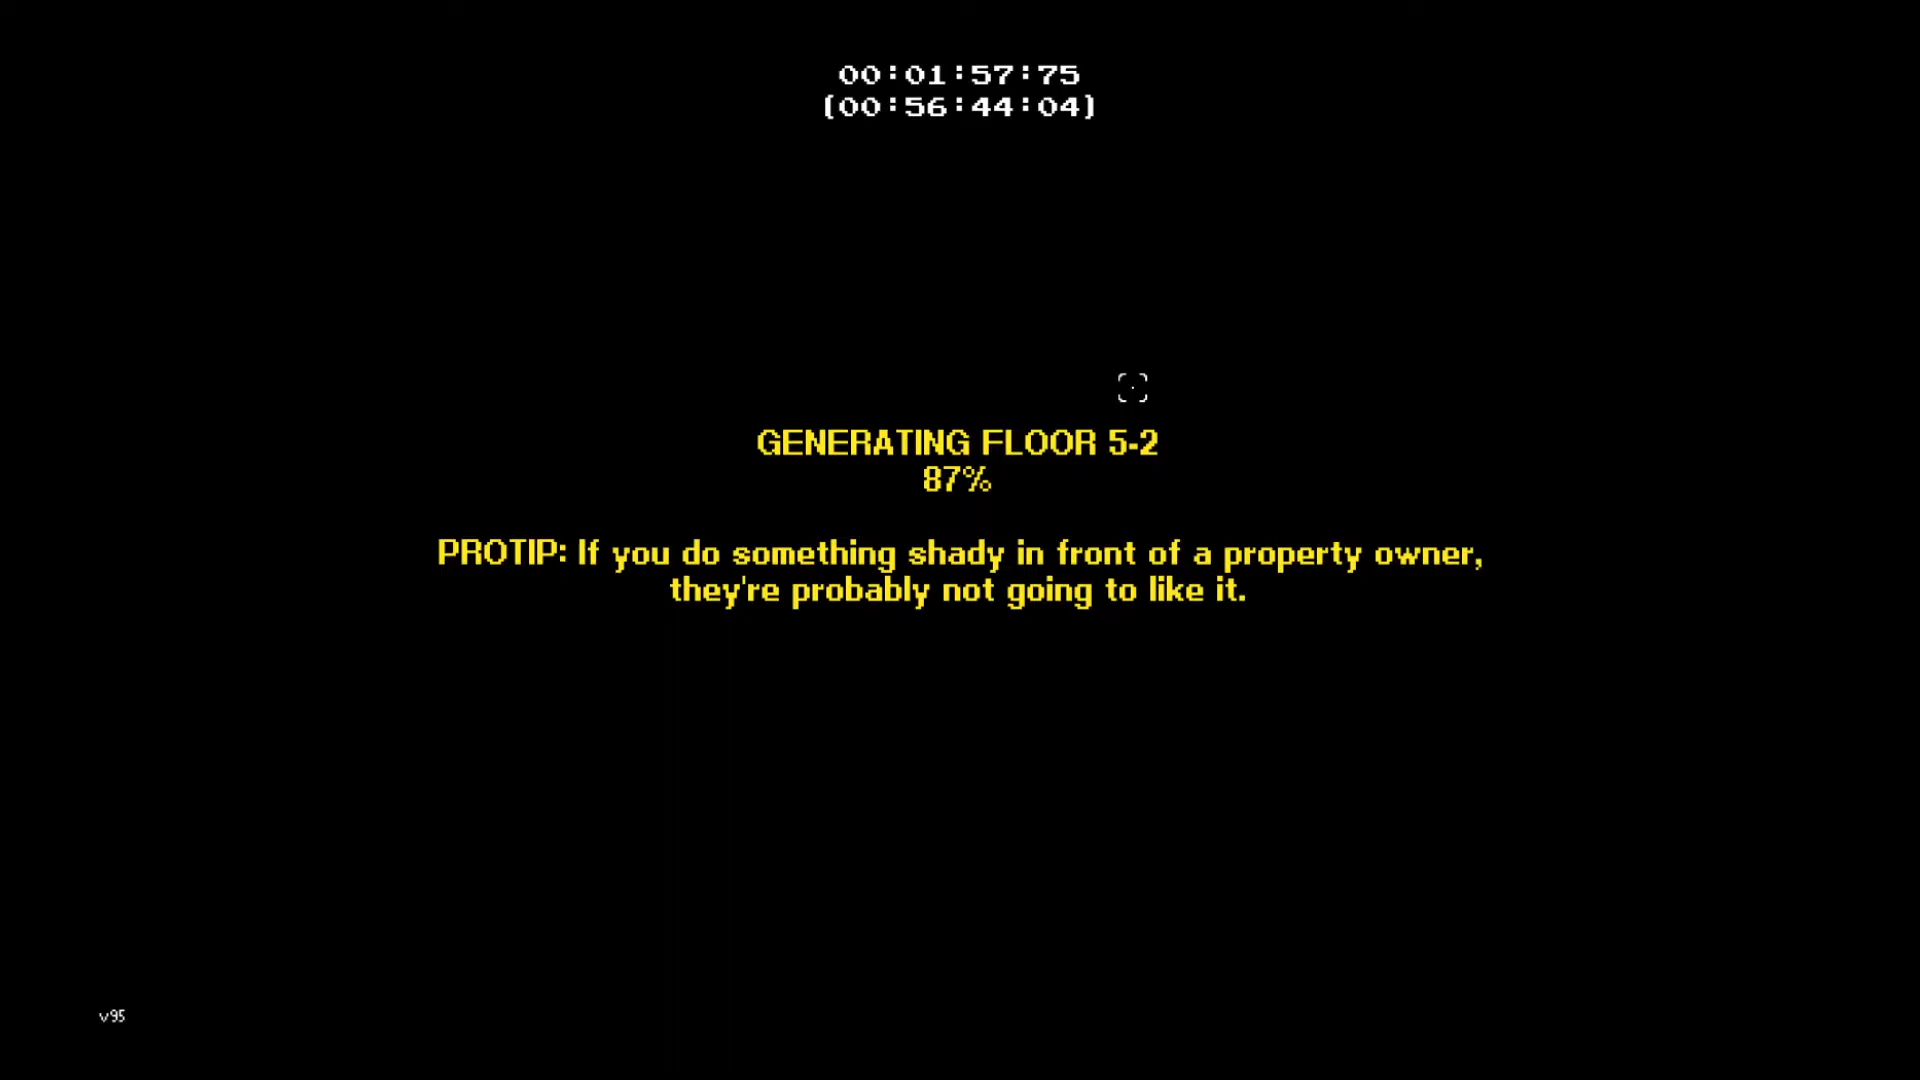 00:01:57:75
(00:56:44:04)
GENERATING FLOOR 5-2
87%
PROTIP: If you do something shady in front of a property owner,
they're probably not going to like it.
v95